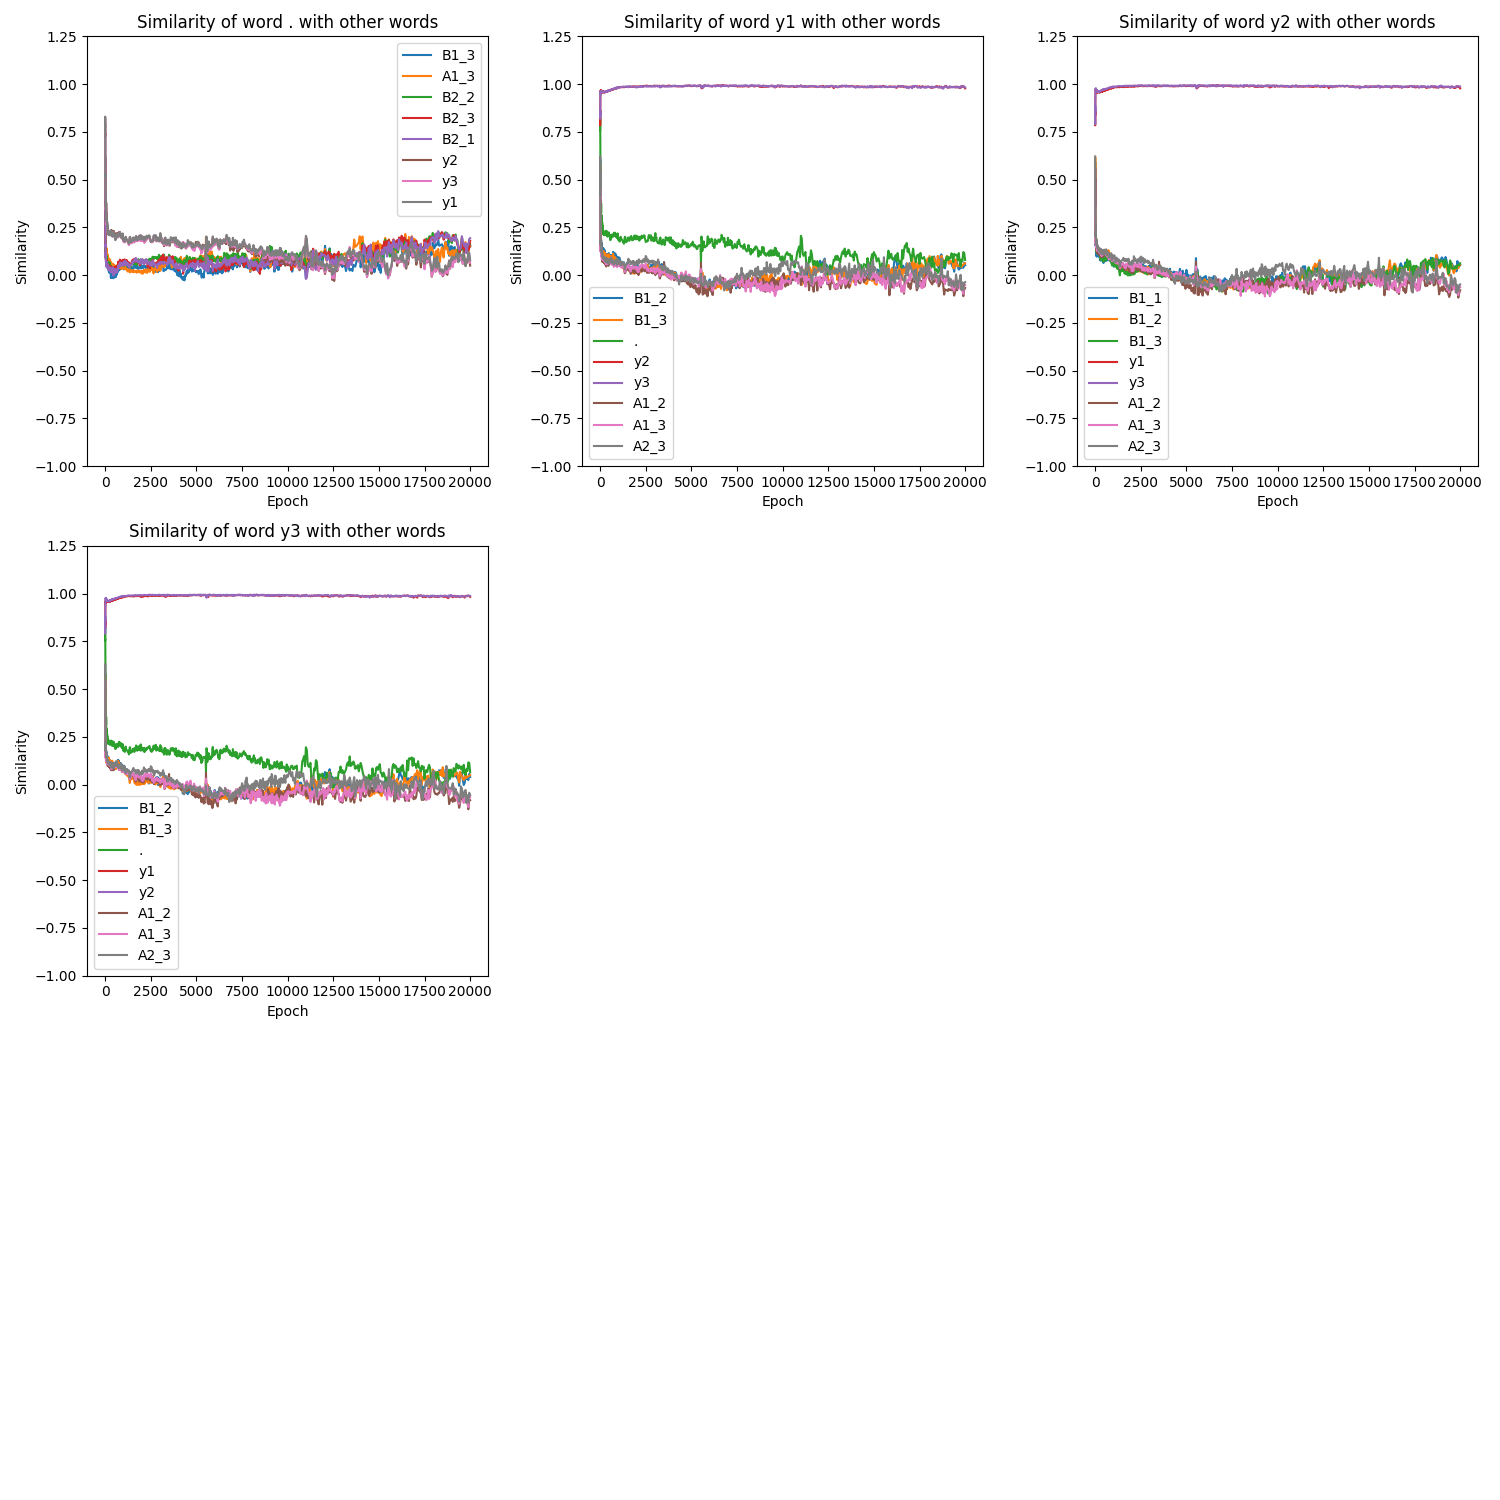 Similarity of word . with other words
1.25
1.00
0.75
0.50
0.25
0.00
−0.25
−0.50
−0.75
−1.00
Similarity
0 2500 5000 7500 10000 12500 15000 17500 20000
Epoch
B1_3
A1_3
B2_2
B2_3
B2_1
y2
y3
y1
Similarity of word y1 with other words
1.25
1.00
0.75
0.50
0.25
0.00
−0.25
−0.50
−0.75
−1.00
Similarity
0 2500 5000 7500 10000 12500 15000 17500 20000
Epoch
B1_2
B1_3
.
y2
y3
A1_2
A1_3
A2_3
Similarity of word y2 with other words
1.25
1.00
0.75
0.50
0.25
0.00
−0.25
−0.50
−0.75
−1.00
Similarity
0 2500 5000 7500 10000 12500 15000 17500 20000
Epoch
B1_1
B1_2
B1_3
y1
y3
A1_2
A1_3
A2_3
Similarity of word y3 with other words
1.25
1.00
0.75
0.50
0.25
0.00
−0.25
−0.50
−0.75
−1.00
Similarity
0 2500 5000 7500 10000 12500 15000 17500 20000
Epoch
B1_2
B1_3
.
y1
y2
A1_2
A1_3
A2_3